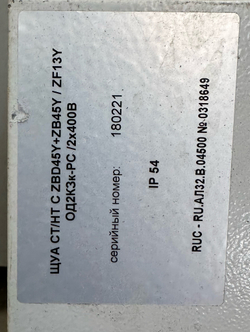 ЩУА СТ/НТ С ZBD45Y+ZB45Y / ZF13Y
ОД2К3к-РС /2х400В
серийный номер: 180221
IP 54
RUC - RU.АЛ32.В.04500 № 0318649